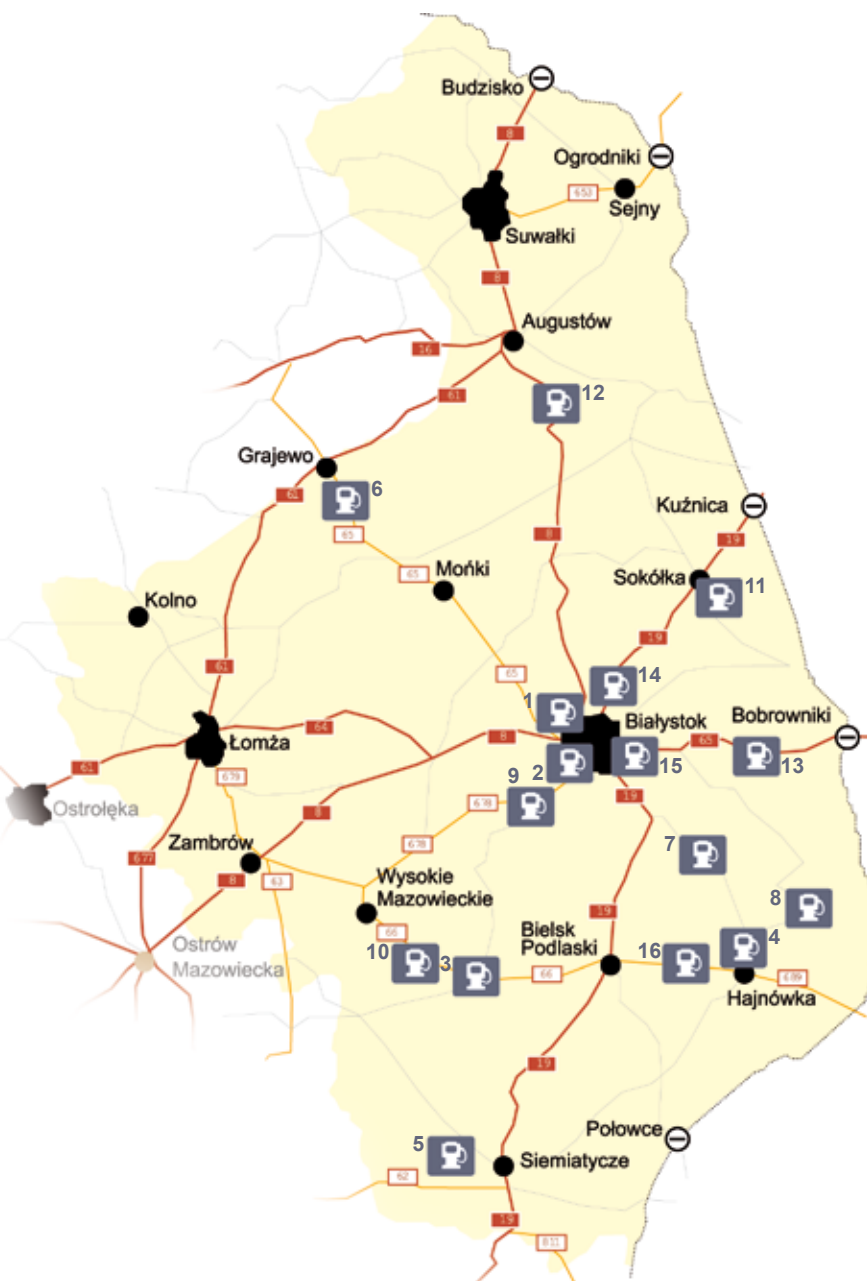 Budzisko
8
Ogrodniki
653
Sejny
Suwałki
8
Augustów
16
61
12
Grajewo
6
61
Kuźnica
65
8
19
Mońki
65
Sokółka
11
Kolno
19
61
65
14
1
Białystok
Bobrowniki
64
8
Łomża
65
61
2
15
13
679
9
19
Ostrołęka
678
8
Zambrów
678
7
677
63
8
Wysokie
Mazowieckie
8
19
66
Bielsk
Podlaski
4
Ostrów
Mazowiecka
10
3
66
16
689
Hajnówka
19
Połowce
5
Siemiatycze
62
19
811